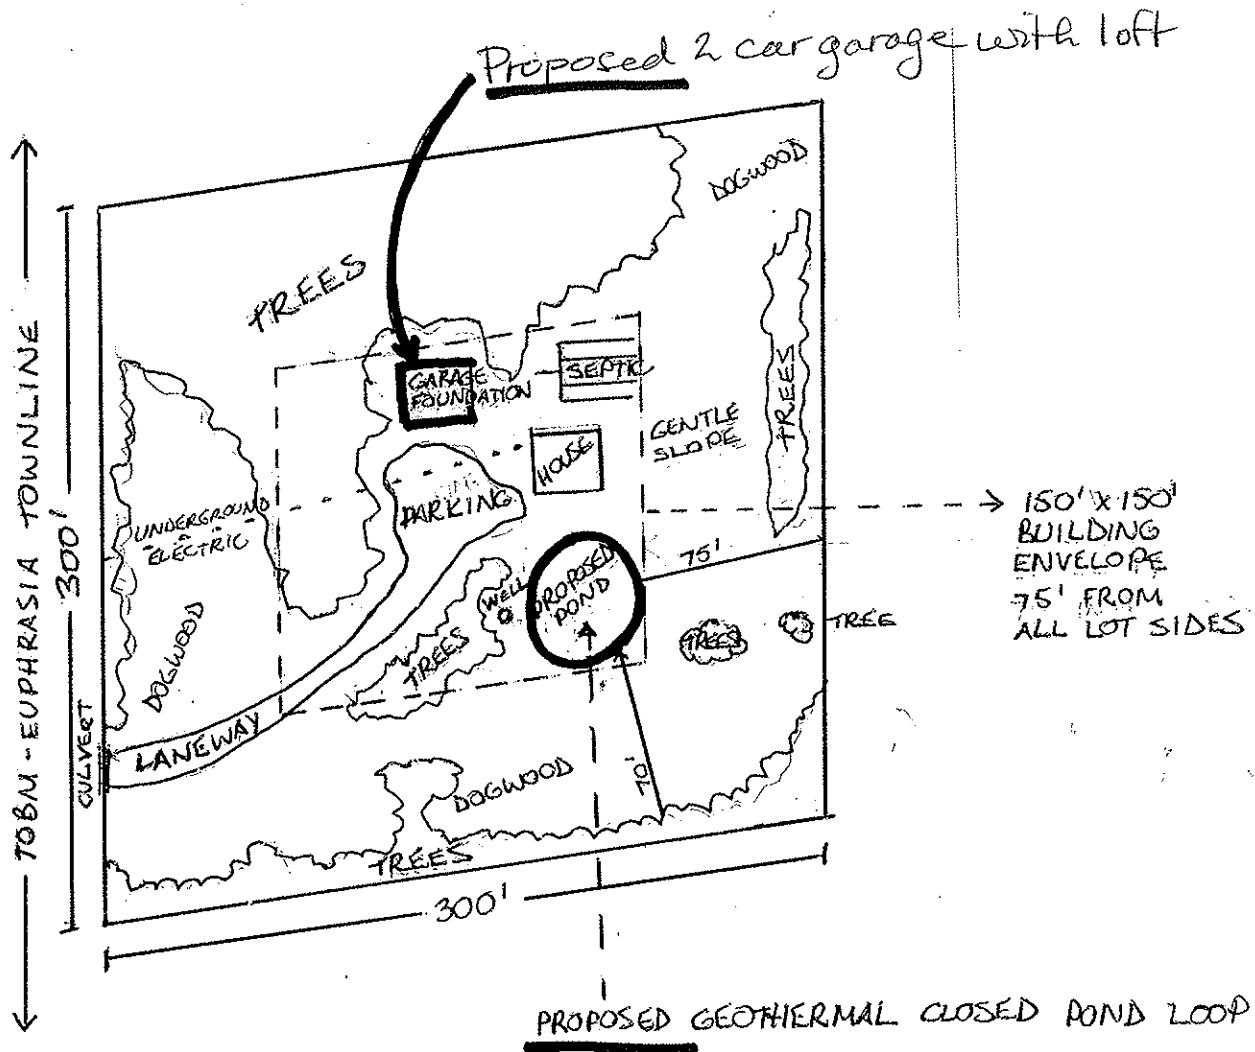 Proposed 2 car garage with loft
DOGWOOD
TREES
TOBM - EUPHRASIA TOWNLINE
300'
GARAGE
FOUNDATION
SEPTIC
TREES
GENTLE
SLOPE
HOUSE
PARKING
UNDERGROUND
ELECTRIC
150' X 150'
BUILDING
ENVELOPE
75' FROM
ALL LOT SIDES
75'
WELL
PROPOSED
POND
TREES
TREES
TREE
DOGWOOD
CULVERT
LANEWAY
70'
DOGWOOD
TREES
300'
PROPOSED GEOTHERMAL CLOSED POND LOOP